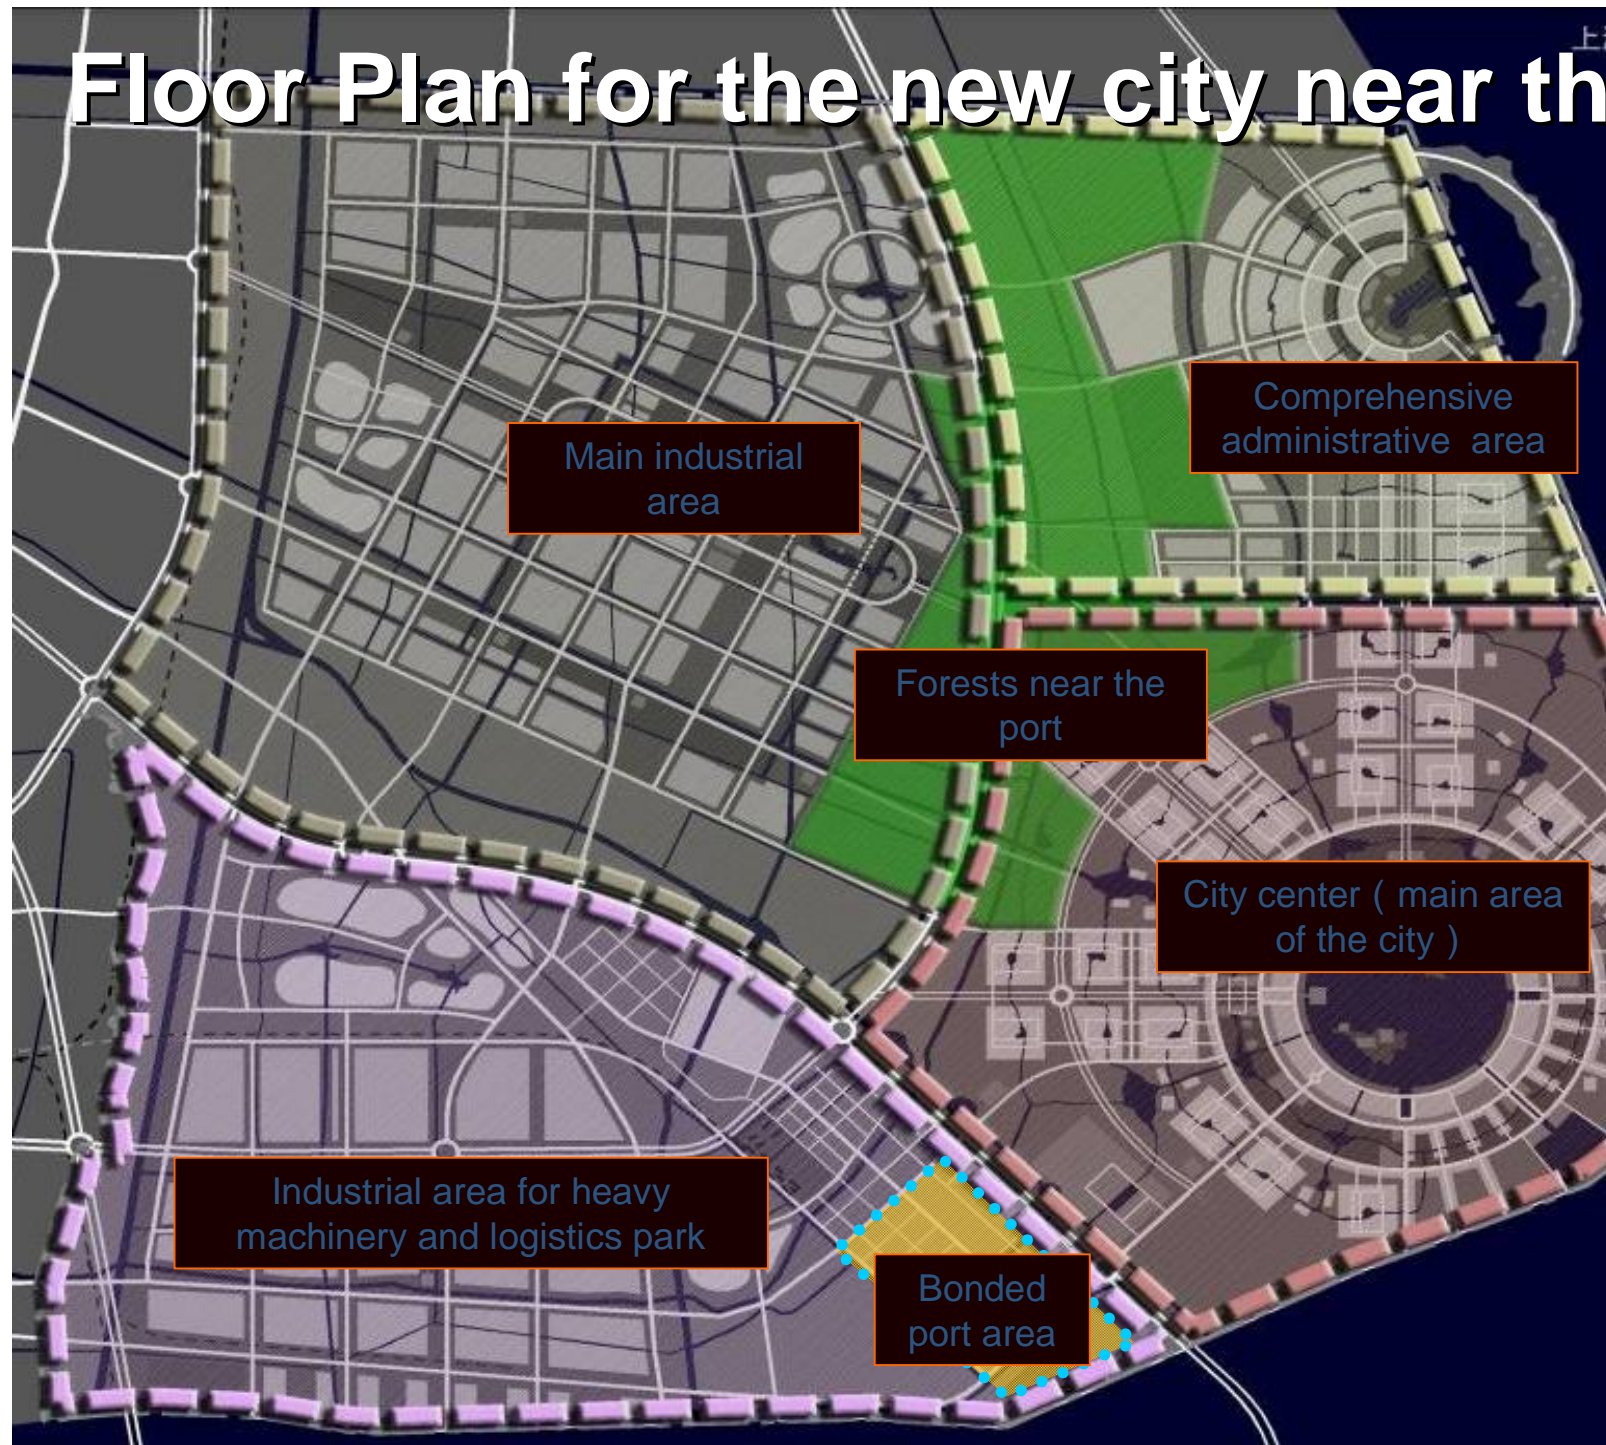 Floor Plan for the new city near th
上
Comprehensive
administrative area
Main industrial
area
Forests near the
port
City center ( main area
of the city )
Industrial area for heavy
machinery and logistics park
Bonded
port area